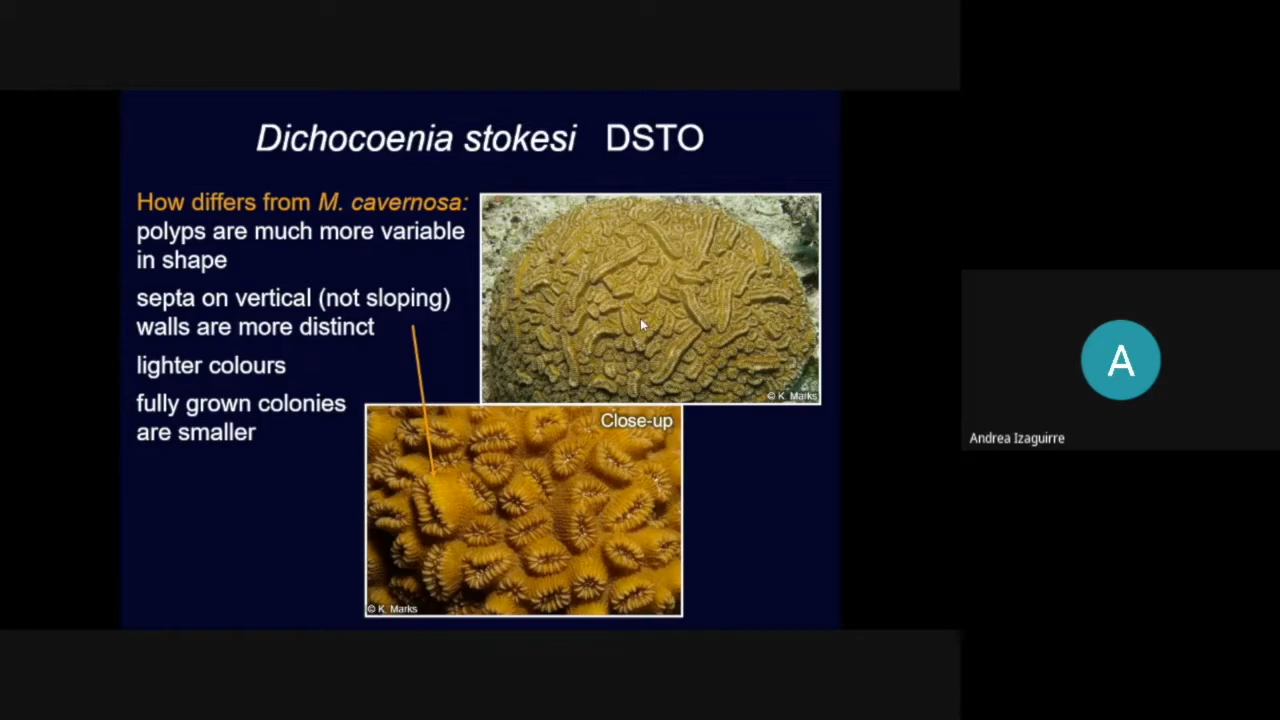 Dichocoenia stokesi DSTO
How differs from M. cavernosa:
polyps are much more variable
in shape
septa on vertical (not sloping)
walls are more distinct
lighter colours
fully grown colonies
are smaller
© K. Marks
Close-up
© K. Marks
A
Andrea Izaguirre